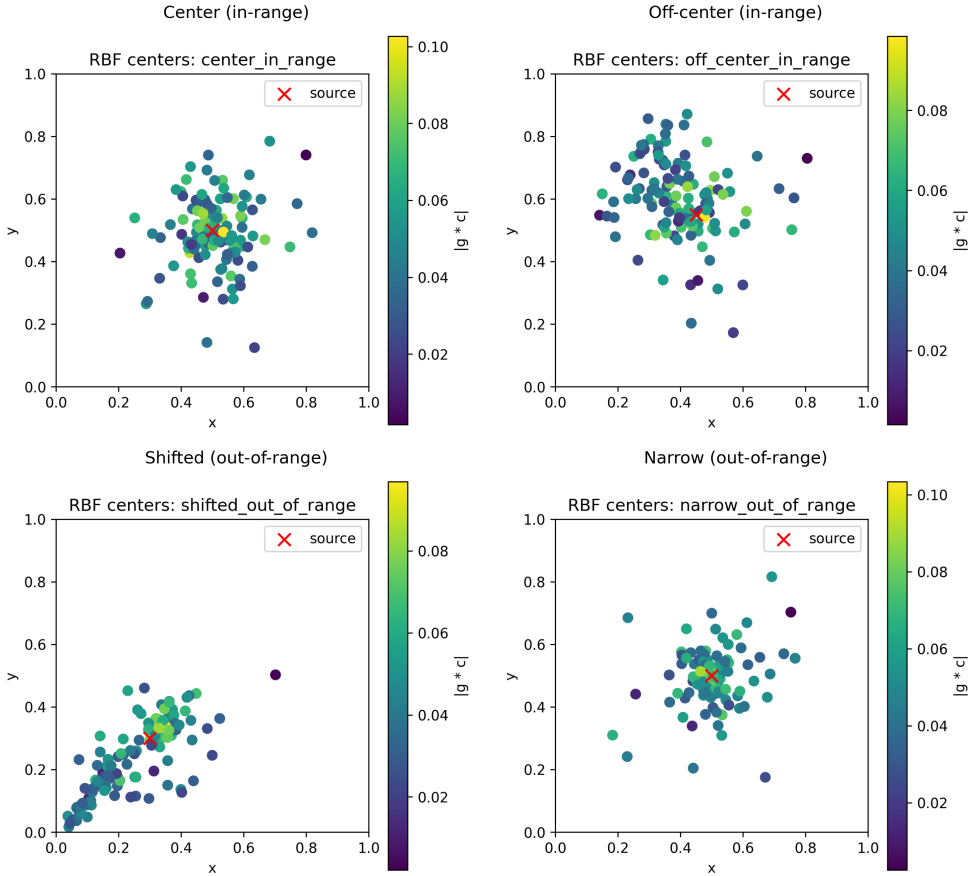 Center (in-range)
RBF centers: center_in_range
source
1.0
0.8
0.6
0.4
0.2
0.0
y
0.0 0.2 0.4 0.6 0.8 1.0
x
0.10
0.08
0.06
0.04
0.02
|g * c|
Off-center (in-range)
RBF centers: off_center_in_range
source
1.0
0.8
0.6
0.4
0.2
0.0
y
0.0 0.2 0.4 0.6 0.8 1.0
x
0.08
0.06
0.04
0.02
|g * c|
Shifted (out-of-range)
RBF centers: shifted_out_of_range
source
1.0
0.8
0.6
0.4
0.2
0.0
y
0.0 0.2 0.4 0.6 0.8 1.0
x
0.08
0.06
0.04
0.02
|g * c|
Narrow (out-of-range)
RBF centers: narrow_out_of_range
source
1.0
0.8
0.6
0.4
0.2
0.0
y
0.0 0.2 0.4 0.6 0.8 1.0
x
0.10
0.08
0.06
0.04
0.02
|g * c|